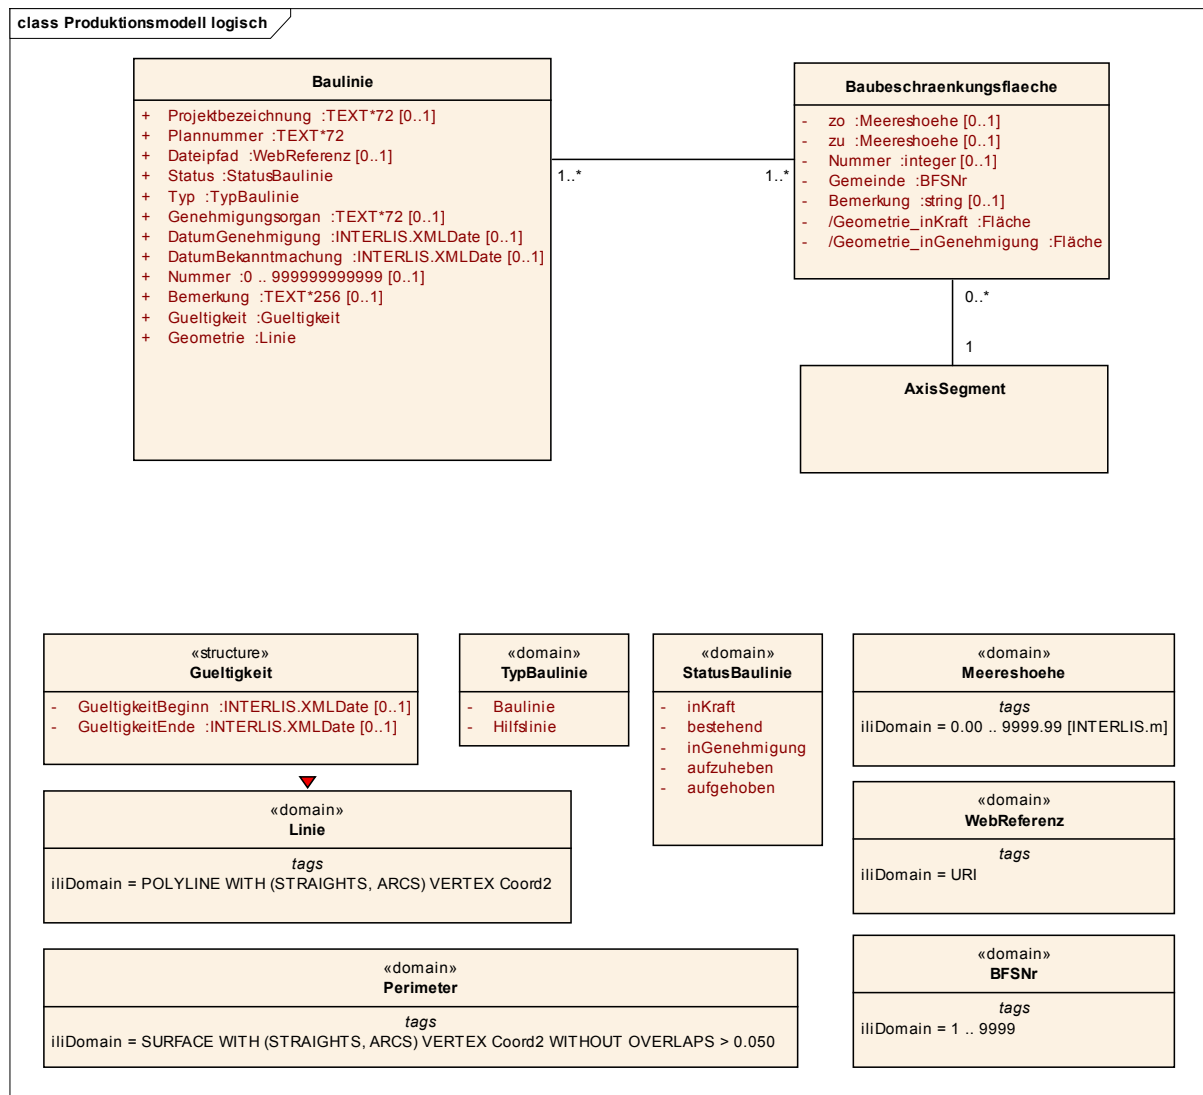 class Produktionsmodell logisch
Baulinie
+ Projektbezeichnung :TEXT*72 [0..1]
+ Plannummer :TEXT*72
+ Dateipfad :WebReferenz [0..1]
+ Status :StatusBaulinie
+ Typ :TypBaulinie
+ Genehmigungsorgan :TEXT*72 [0..1]
+ DatumGenehmigung :INTERLIS.XMLDate [0..1]
+ DatumBekanntmachung :INTERLIS.XMLDate [0..1]
+ Nummer :0 .. 999999999999 [0..1]
+ Bemerkung :TEXT*256 [0..1]
+ Gueltigkeit :Gueltigkeit
+ Geometrie :Linie
1..*
1..*
Baubeschraenkungsflaeche
- zo :Meereshoehe [0..1]
- zu :Meereshoehe [0..1]
- Nummer :integer [0..1]
- Gemeinde :BFSNr
- Bemerkung :string [0..1]
- /Geometrie_inKraft :Fläche
- /Geometrie_inGenehmigung :Fläche
0..*
1
AxisSegment
«structure»
Gueltigkeit
- GueltigkeitBeginn :INTERLIS.XMLDate [0..1]
- GueltigkeitEnde :INTERLIS.XMLDate [0..1]
«domain»
TypBaulinie
- Baulinie
- Hilfslinie
«domain»
StatusBaulinie
- inKraft
- bestehend
- inGenehmigung
- aufzuheben
- aufgehoben
«domain»
Meereshoehe
tags
iliDomain = 0.00 .. 9999.99 [INTERLIS.m]
«domain»
Linie
tags
iliDomain = POLYLINE WITH (STRAIGHTS, ARCS) VERTEX Coord2
«domain»
WebReferenz
tags
iliDomain = URI
«domain»
Perimeter
tags
iliDomain = SURFACE WITH (STRAIGHTS, ARCS) VERTEX Coord2 WITHOUT OVERLAPS > 0.050
«domain»
BFSNr
tags
iliDomain = 1 .. 9999